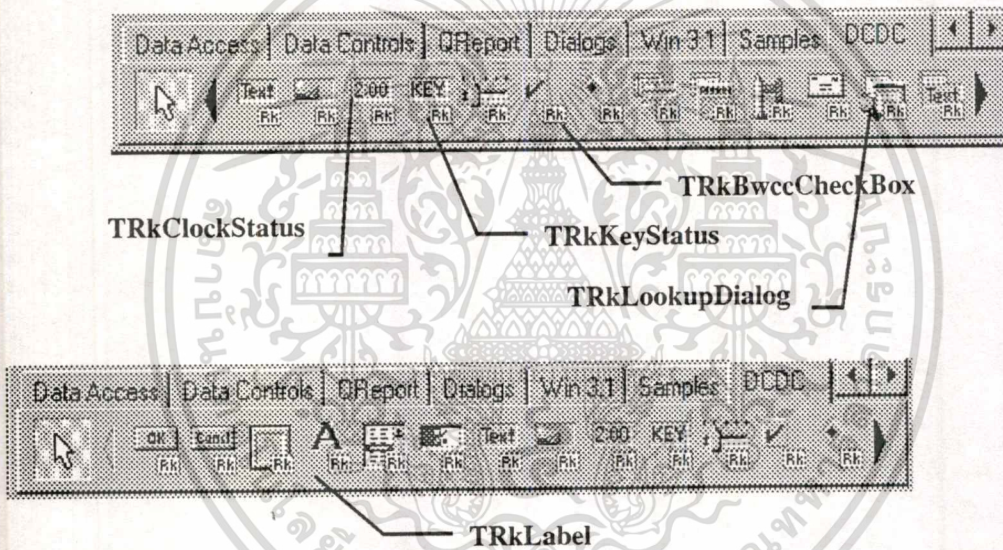 Data Access Data Controls QReport Dialogs Win 3.1 Samples DCDC
Text Rk Rk 2:00 Rk KEY Rk Rk Rk Rk Rk Rk Rk Rk Rk Text Rk
TRkBwccCheckBox
TRkClockStatus
TRkKeyStatus
TRkLookupDialog
Data Access Data Controls QReport Dialogs Win 3.1 Samples DCDC
OK Rk Cancl Rk Rk A Rk Rk Rk Text Rk Rk 2:00 Rk KEY Rk Rk Rk Rk
TRkLabel